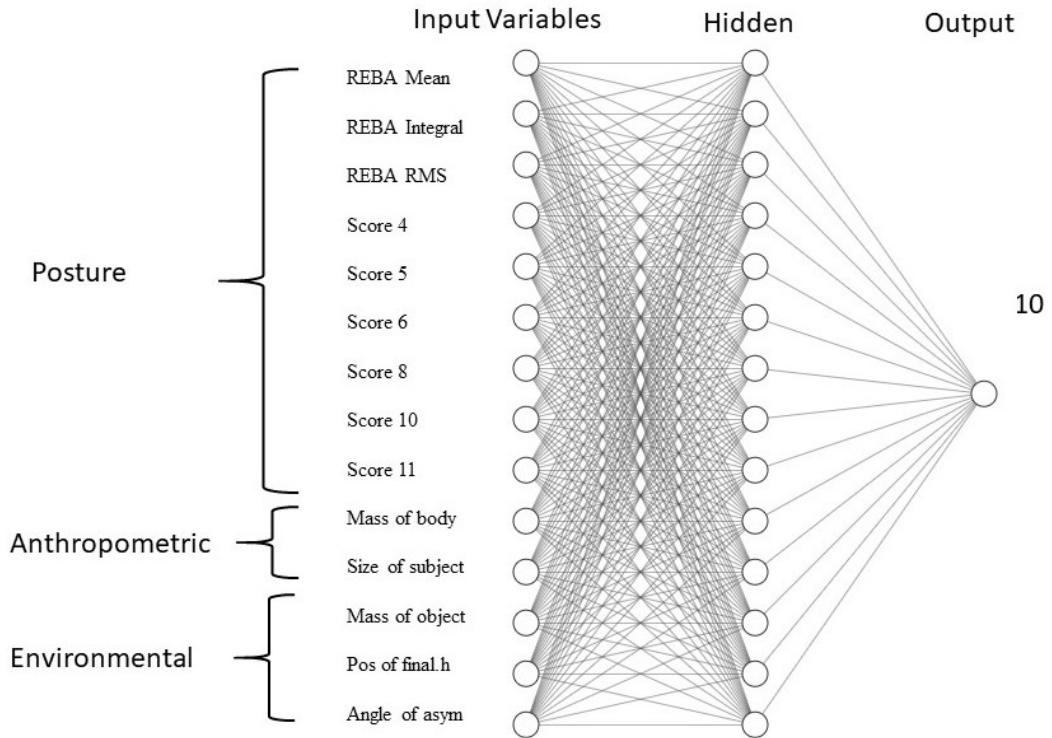 Input Variables
Hidden
Output
REBA Mean
REBA Integral
REBA RMS
Score 4
Score 5
Score 6
Score 8
Score 10
Score 11
Mass of body
Size of subject
Mass of object
Pos of final.h
Angle of asym
Posture
Anthropometric
Environmental
10